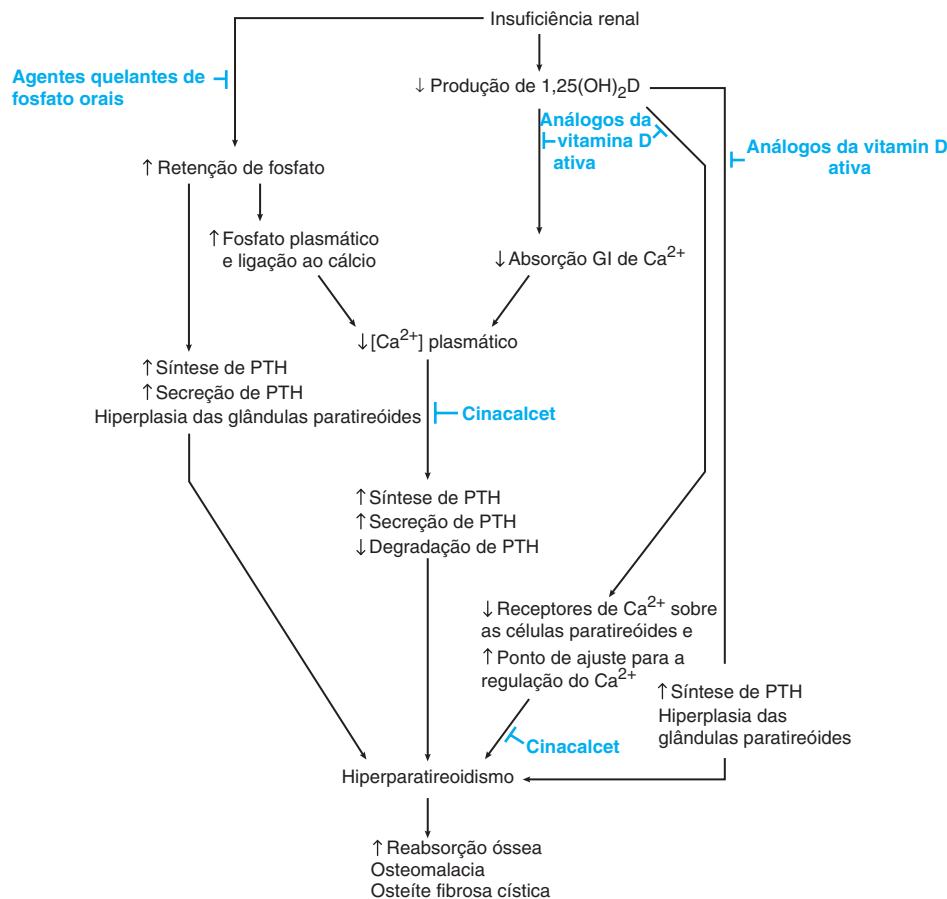 Insuficiência renal
Agentes quelantes de
fosfato orais
↓ Produção de 1,25(OH)₂D
Análogos da
vitamina D
ativa
Análogos da vitamin D
ativa
↑ Retenção de fosfato
↑ Fosfato plasmático
e ligação ao cálcio
↓ Absorção GI de Ca²⁺
↓ [Ca²⁺] plasmático
↑ Síntese de PTH
↑ Secreção de PTH
Hiperplasia das glândulas paratireóides
Cinacalcet
↑ Síntese de PTH
↑ Secreção de PTH
↓ Degradação de PTH
↓ Receptores de Ca²⁺ sobre
as células paratireóides e
↑ Ponto de ajuste para a
regulação do Ca²⁺
↑ Síntese de PTH
Hiperplasia das
glândulas paratireóides
Cinacalcet
Hiperparatireoidismo
↑ Reabsorção óssea
Osteomalacia
Osteíte fibrosa cística